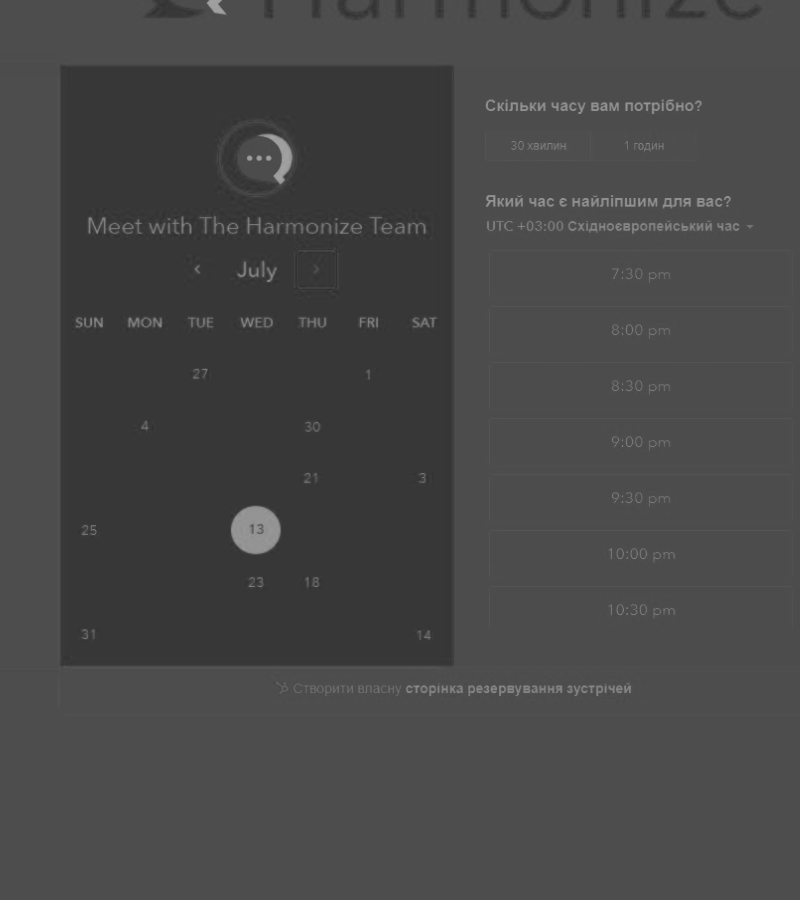 Harmonize
Meet with The Harmonize Team
July
SUN MON TUE WED THU FRI SAT
27 1
4 30
21 3
25 13
23 18
31 14
Скільки часу вам потрібно?
30 хвилин 1 годин
Який час є найліпшим для вас?
UTC +03:00 Східноєвропейський час
7:30 pm
8:00 pm
8:30 pm
9:00 pm
9:30 pm
10:00 pm
10:30 pm
Створити власну сторінка резервування зустрічей